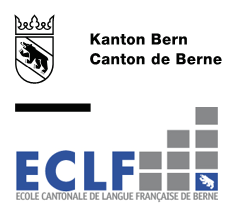 Kanton Bern
Canton de Berne
ECLF
ECOLE CANTONALE DE LANGUE FRANÇAISE DE BERNE